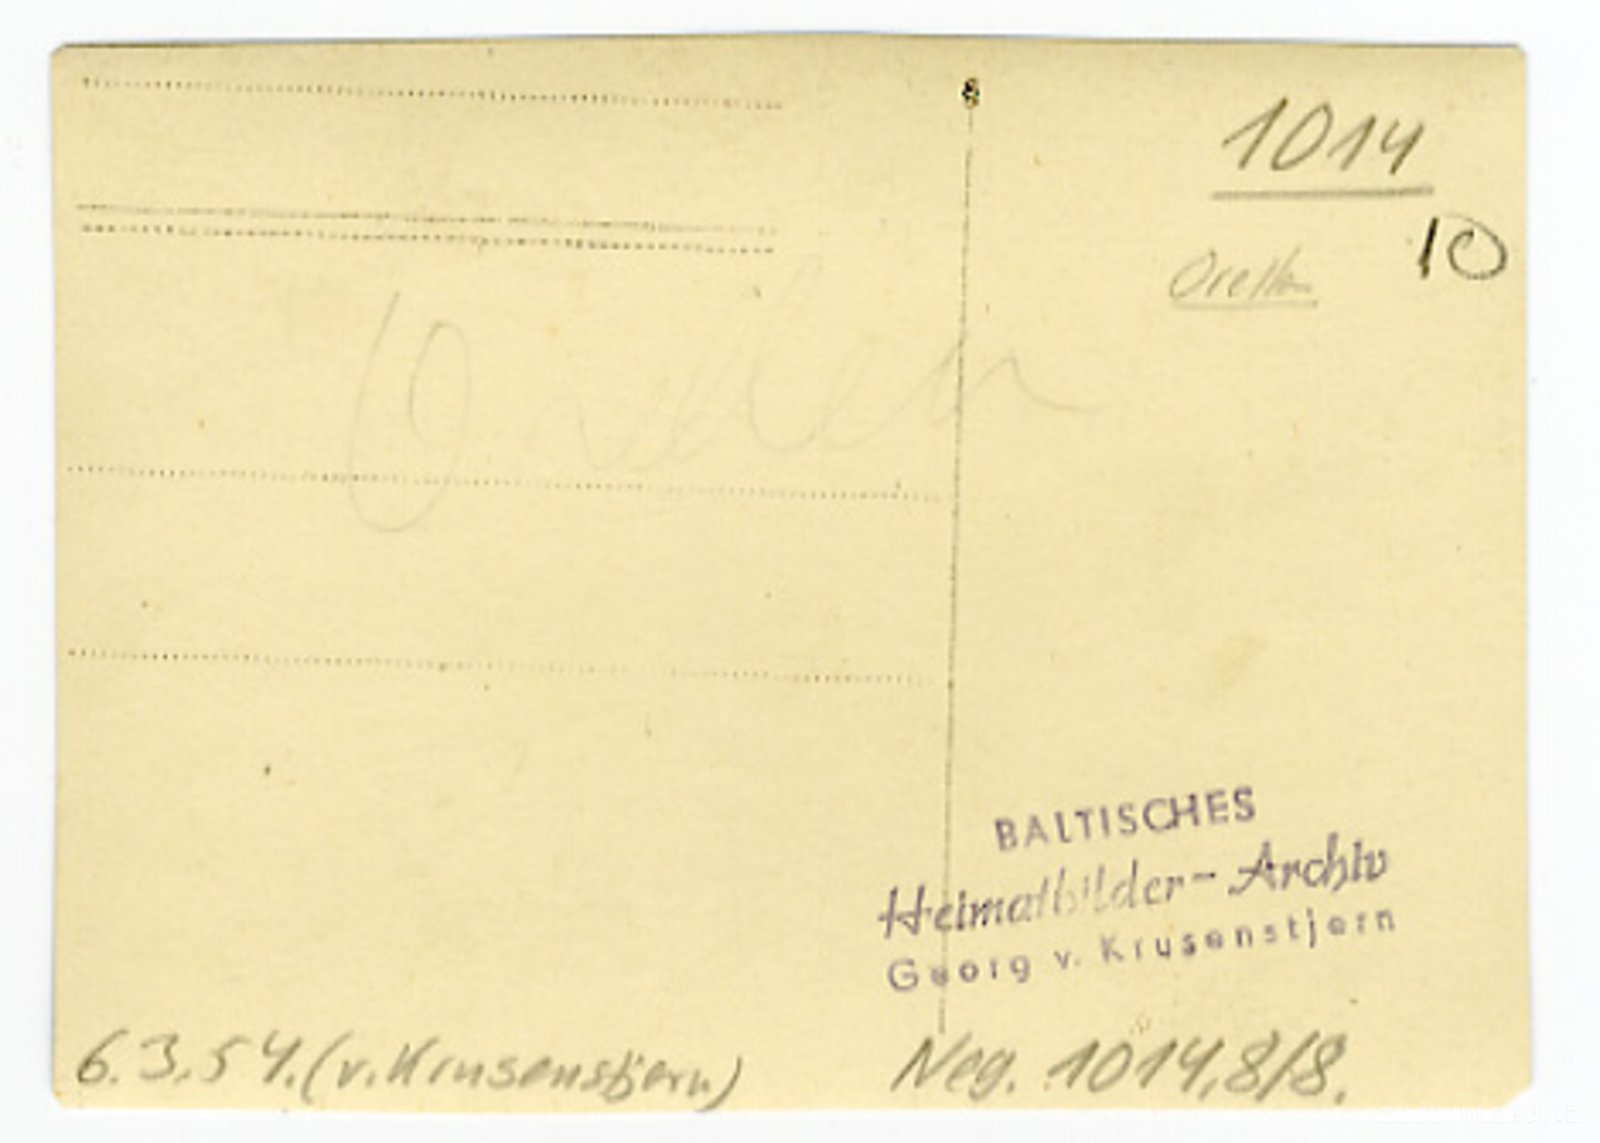 1014
10
Orellen
BALTISCHES
Heimatbilder-Archiv
Georg v. Krusenstjern
6.3.54. (v. Krusenstjern)
Neg. 1014, 8/8.